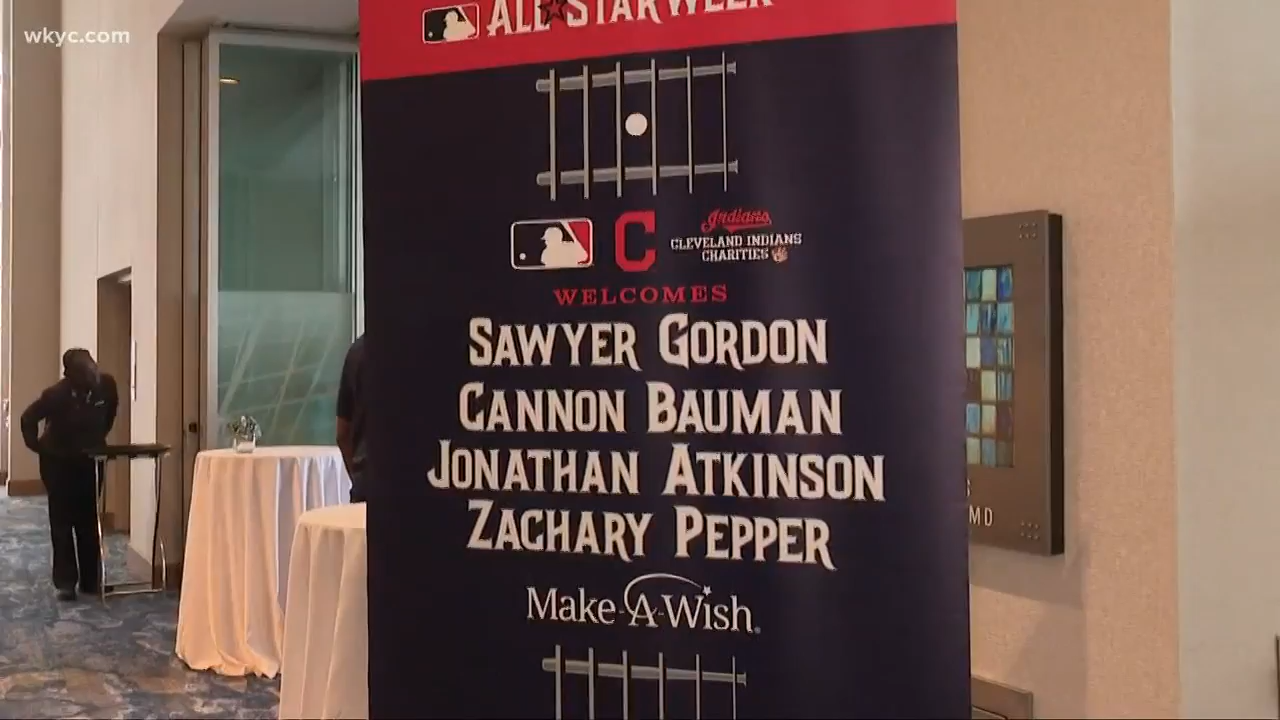 wkyc.com
ALL STAR WEEK
C
Indians
CLEVELAND INDIANS
CHARITIES
WELCOMES
SAWYER GORDON
CANNON BAUMAN
JONATHAN ATKINSON
ZACHARY PEPPER
Make-A-Wish®
MD